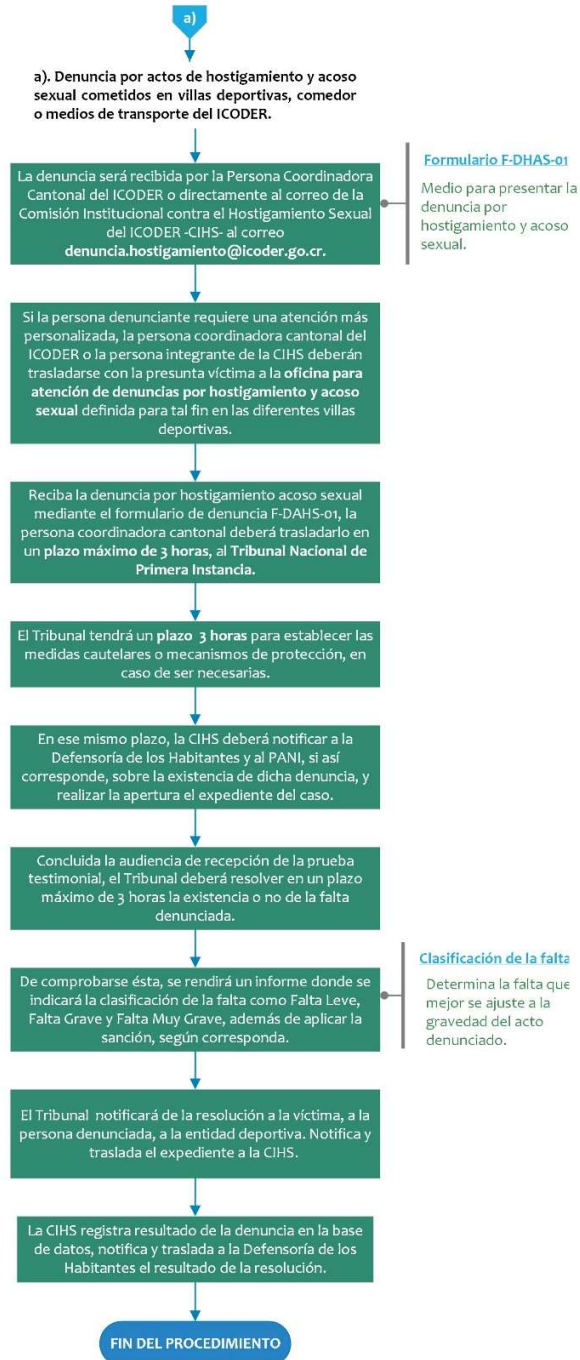 a)
a). Denuncia por actos de hostigamiento y acoso
sexual cometidos en villas deportivas, comedor
o medios de transporte del ICODER.
La denuncia será recibida por la Persona Coordinadora
Cantonal del ICODER o directamente al correo de la
Comisión Institucional contra el Hostigamiento Sexual
del ICODER -CIHS- al correo
denuncia.hostigamiento@icoder.go.cr.
Formulario F-DHAS-01
Medio para presentar la
denuncia por
hostigamiento y acoso
sexual.
Si la persona denunciante requiere una atención más
personalizada, la persona coordinadora cantonal del
ICODER o la persona integrante de la CIHS deberán
trasladarse con la presunta víctima a la oficina para
atención de denuncias por hostigamiento y acoso
sexual definida para tal fin en las diferentes villas
deportivas.
Reciba la denuncia por hostigamiento acoso sexual
mediante el formulario de denuncia F-DAHS-01, la
persona coordinadora cantonal deberá trasladarlo en
un plazo máximo de 3 horas, al Tribunal Nacional de
Primera Instancia.
El Tribunal tendrá un plazo 3 horas para establecer las
medidas cautelares o mecanismos de protección, en
caso de ser necesarias.
En ese mismo plazo, la CIHS deberá notificar a la
Defensoría de los Habitantes y al PANI, si así
corresponde, sobre la existencia de dicha denuncia, y
realizar la apertura el expediente del caso.
Concluida la audiencia de recepción de la prueba
testimonial, el Tribunal deberá resolver en un plazo
máximo de 3 horas la existencia o no de la falta
denunciada.
De comprobarse ésta, se rendirá un informe donde se
indicará la clasificación de la falta como Falta Leve,
Falta Grave y Falta Muy Grave, además de aplicar la
sanción, según corresponda.
Clasificación de la falta
Determina la falta que
mejor se ajuste a la
gravedad del acto
denunciado.
El Tribunal notificará de la resolución a la víctima, a la
persona denunciada, a la entidad deportiva. Notifica y
traslada el expediente a la CIHS.
La CIHS registra resultado de la denuncia en la base
de datos, notifica y traslada a la Defensoría de los
Habitantes el resultado de la resolución.
FIN DEL PROCEDIMIENTO